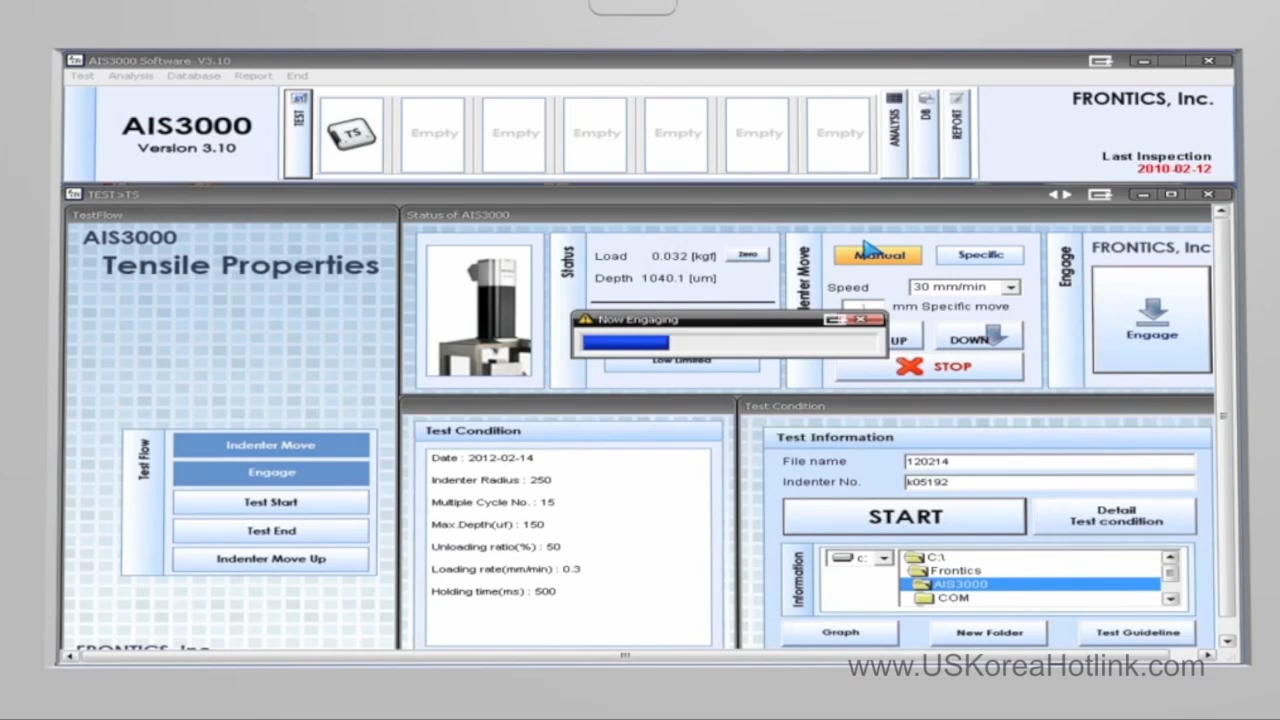 AIS3000 Software V3.10
Test Analysis Database Report End
AIS3000
Version 3.10
TEST
TS
Empty
Empty
Empty
Empty
Empty
Empty
ANALYSIS
DB
REPORT
FRONTICS, Inc.
Last Inspection
2010-02-12
TEST>TS
TestFlow
AIS3000
Tensile Properties
Test Flow
Indenter Move
Engage
Test Start
Test End
Indenter Move Up
FRONTICS, Inc
Status of AIS3000
Status
Load 0.032 [kgf] Zero
Depth 1040.1 [um]
Low Limited
Now Engaging
Indenter Move
Manual Specific
Speed 30 mm/min
1 mm Specific move
UP DOWN
STOP
Engage
FRONTICS, Inc
Engage
Test Condition
Date : 2012-02-14
Indenter Radius : 250
Multiple Cycle No. : 15
Max.Depth(uf) : 150
Unloading ratio(%) : 50
Loading rate(mm/min) : 0.3
Holding time(ms) : 500
Test Condition
Test Information
File name 120214
Indenter No. k05192
START
Detail
Test condition
Information
c:
C:\
Frontics
AIS3000
COM
Graph New Folder Test Guideline
www.USKoreaHotlink.com